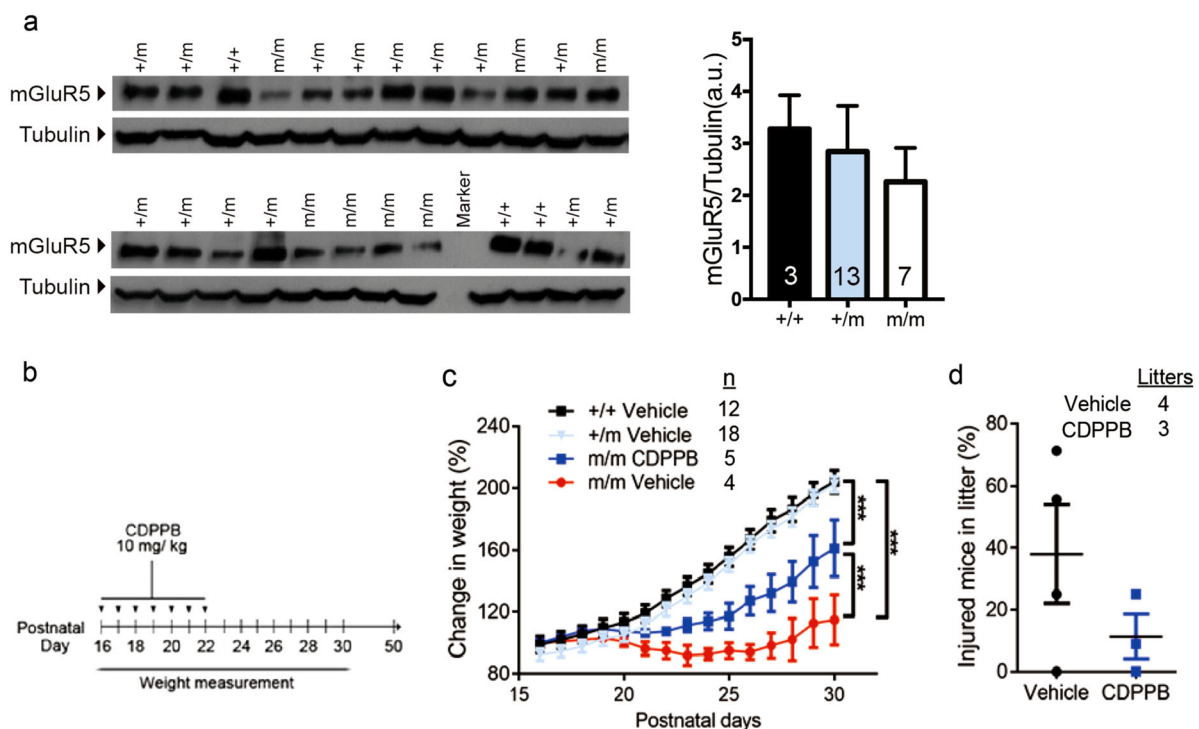 a
+/m +/m +/+ m/m +/m +/m +/m +/m +/m m/m +/m m/m
mGluR5
Tubulin
+/m +/m +/m +/m m/m m/m m/m m/m Marker +/+ +/+ +/m +/m
mGluR5
Tubulin
mGluR5/Tubulin(a.u.)
5
4
3
2
1
0
3 13 7
+/+ +/m m/m
b
CDPPB
10 mg/ kg
Postnatal
Day
16 17 18 19 20 21 22 24 26 28 30 50
Weight measurement
c
n
+/+ Vehicle 12
+/m Vehicle 18
m/m CDPPB 5
m/m Vehicle 4
Change in weight (%)
240
200
160
120
80
15 20 25 30
Postnatal days
***
***
***
d
Litters
Vehicle 4
CDPPB 3
Injured mice in litter (%)
80
60
40
20
0
Vehicle CDPPB